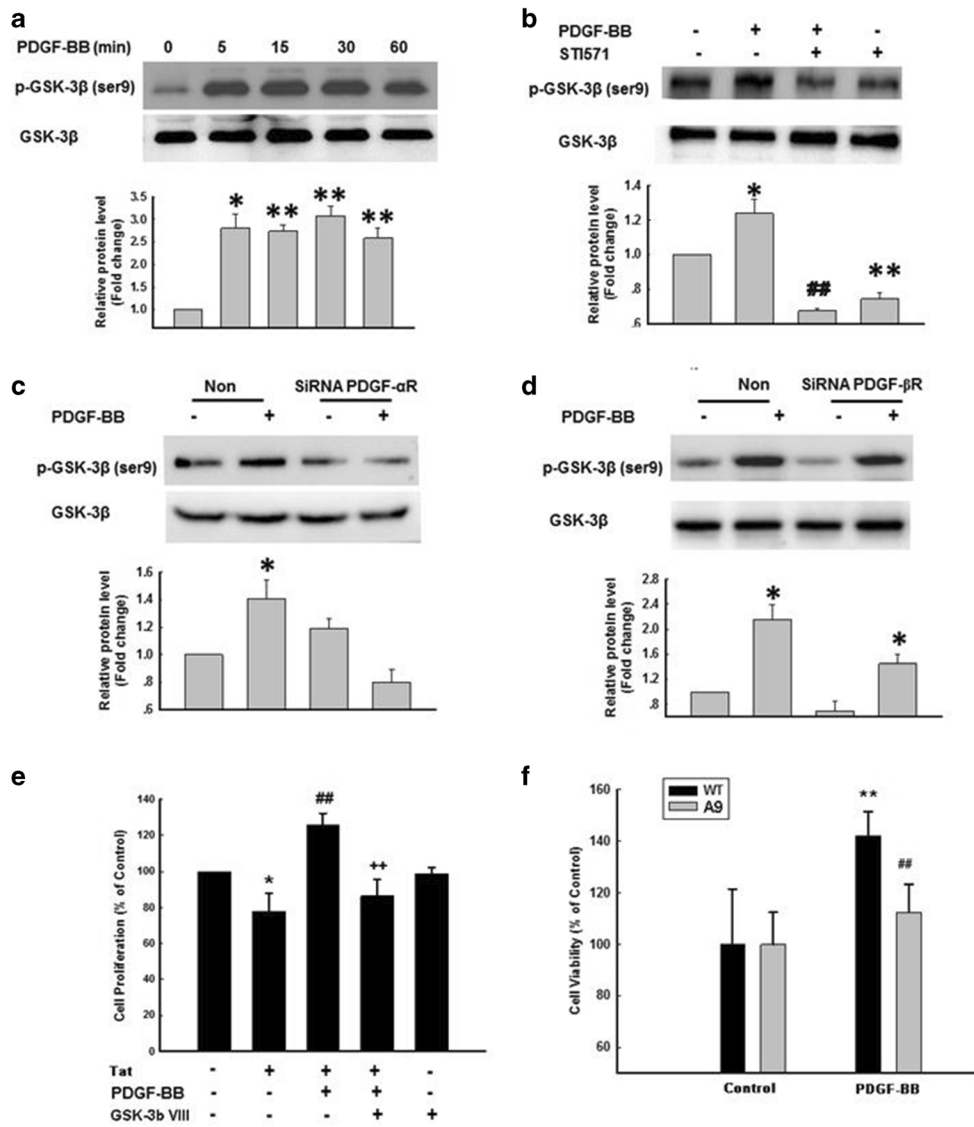 a
PDGF-BB (min) 0 5 15 30 60
p-GSK-3β (ser9)
GSK-3β
Relative protein level
(Fold change)
3.5
3.0
2.5
2.0
1.5
1.0
* ** ** **
b
PDGF-BB - + + -
STI571 - - + +
p-GSK-3β (ser9)
GSK-3β
Relative protein level
(Fold change)
1.4
1.2
1.0
.8
.6
* ## **
c
Non SiRNA PDGF-αR
PDGF-BB - + - +
p-GSK-3β (ser9)
GSK-3β
Relative protein level
(Fold change)
1.6
1.4
1.2
1.0
.8
.6
*
d
Non SiRNA PDGF-βR
PDGF-BB - + - +
p-GSK-3β (ser9)
GSK-3β
Relative protein level
(Fold change)
2.8
2.4
2.0
1.6
1.2
.8
* *
e
Cell Proliferation (% of Control)
140
120
100
80
60
40
20
0
* ## ++
Tat - + + + -
PDGF-BB - - + + -
GSK-3b VIII - - - + +
f
WT
A9
Cell Viability (% of Control)
160
140
120
100
80
60
** ##
Control PDGF-BB